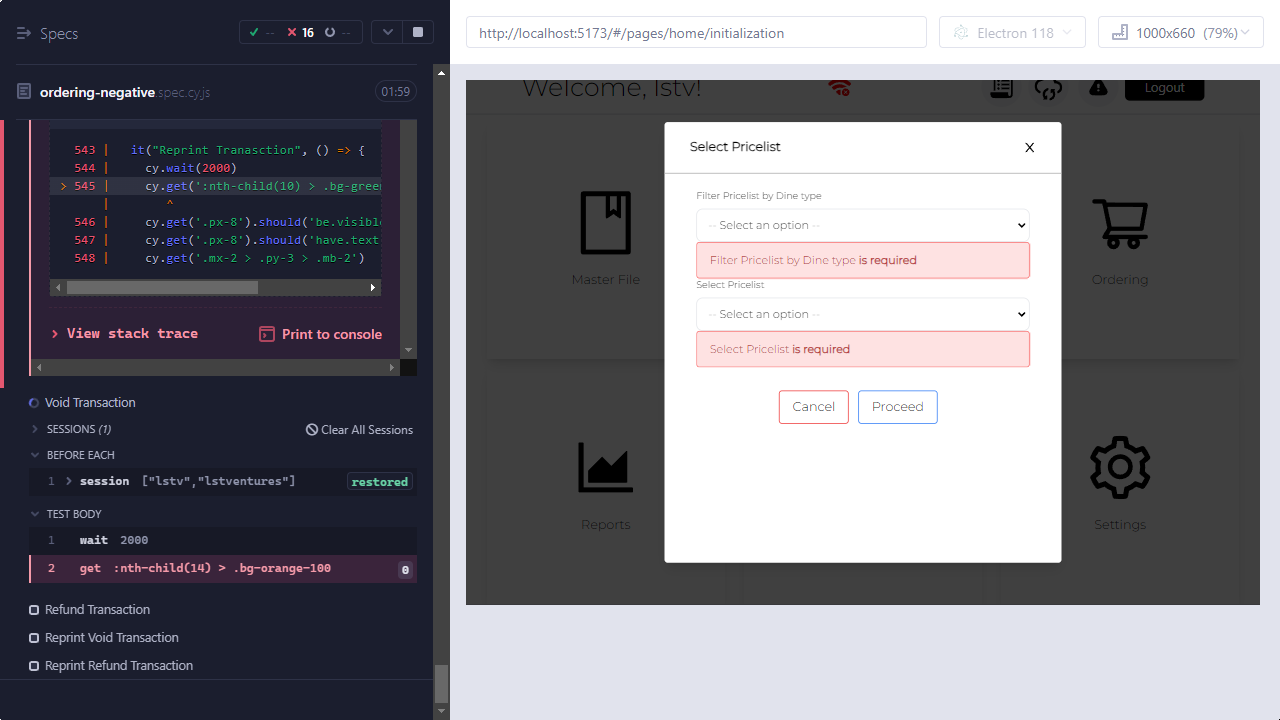 Specs
-- 16 --
ordering-negative.spec.cy.js 01:59
543 | it("Reprint Tranasction", () => {
544 | cy.wait(2000)
> 545 | cy.get(':nth-child(10) > .bg-green
| ^
546 | cy.get('.px-8').should('be.visible
547 | cy.get('.px-8').should('have.text
548 | cy.get('.mx-2 > .py-3 > .mb-2')
> View stack trace
Print to console
Void Transaction
SESSIONS (1)
Clear All Sessions
BEFORE EACH
1 > session ["lstv","lstventures"] restored
TEST BODY
1 wait 2000
2 get :nth-child(14) > .bg-orange-100 0
Refund Transaction
Reprint Void Transaction
Reprint Refund Transaction
http://localhost:5173/#/pages/home/initialization
Electron 118
1000x660 (79%)
Welcome, lstv!
Logout
Select Pricelist X
Filter Pricelist by Dine type
-- Select an option --
Filter Pricelist by Dine type is required
Select Pricelist
-- Select an option --
Select Pricelist is required
Cancel
Proceed
Master File
Ordering
Reports
Settings